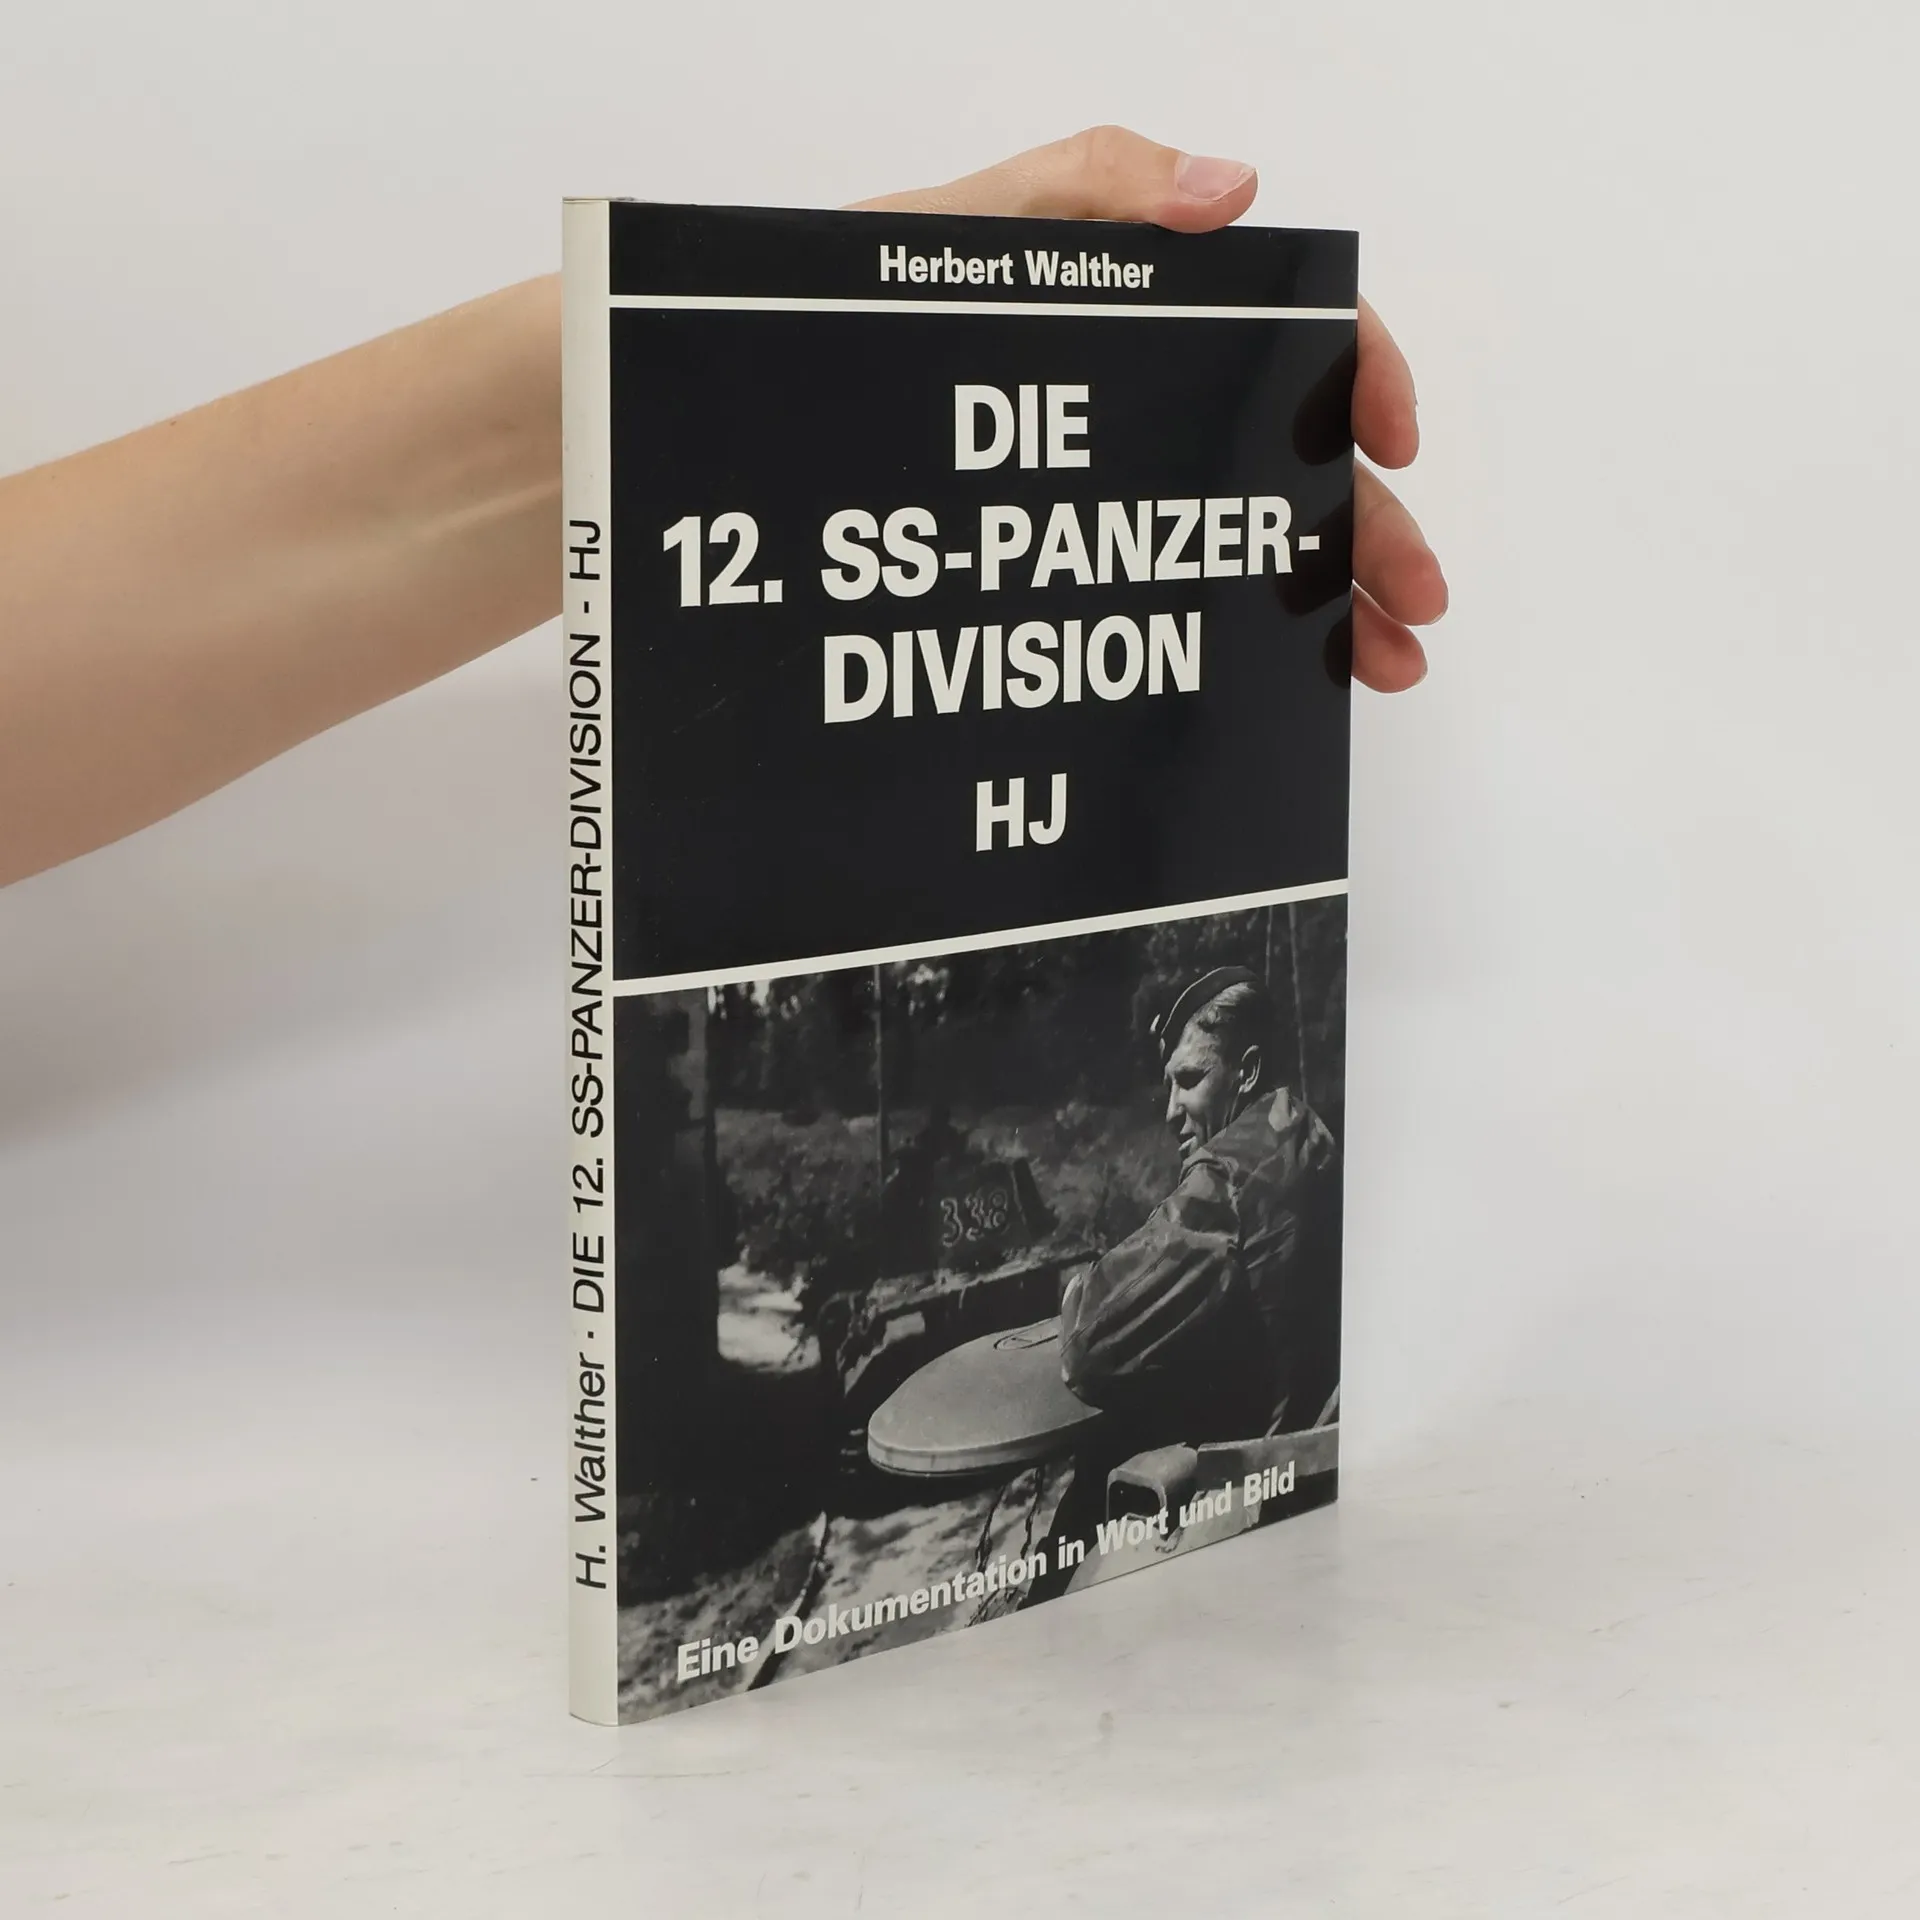 Herbert Walther
DIE
12. SS-PANZER-
DIVISION
HJ
338
Eine Dokumentation in Wort und Bild
H. Walther · DIE 12. SS-PANZER-DIVISION · HJ